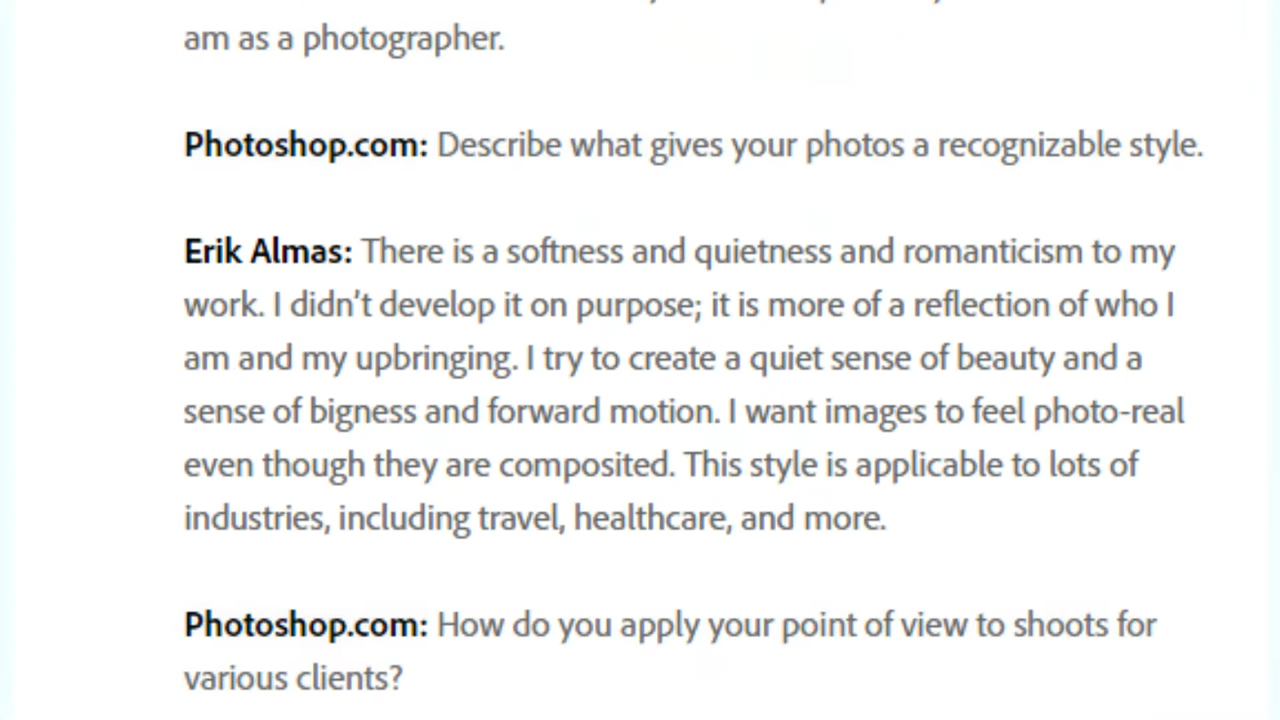 am as a photographer.
Photoshop.com: Describe what gives your photos a recognizable style.
Erik Almas: There is a softness and quietness and romanticism to my
work. I didn’t develop it on purpose; it is more of a reflection of who I
am and my upbringing. I try to create a quiet sense of beauty and a
sense of bigness and forward motion. I want images to feel photo-real
even though they are composited. This style is applicable to lots of
industries, including travel, healthcare, and more.
Photoshop.com: How do you apply your point of view to shoots for
various clients?